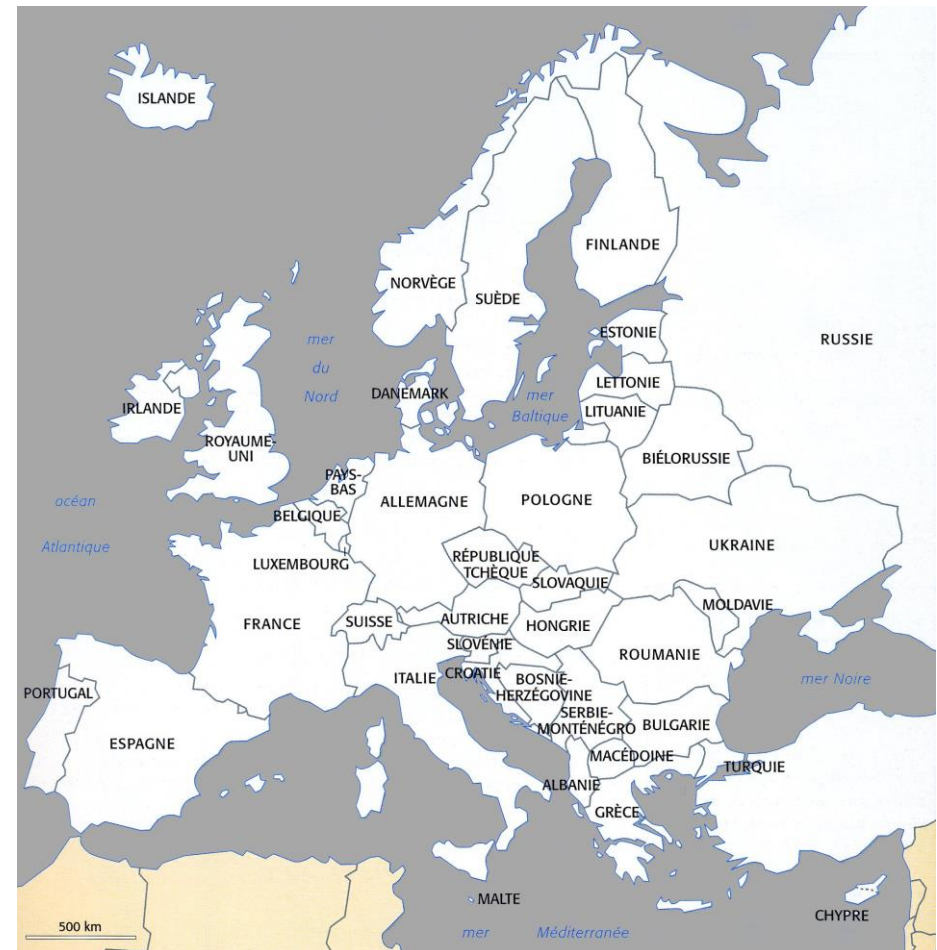 ISLANDE
FINLANDE
NORVÈGE
SUÈDE
ESTONIE
RUSSIE
mer
du
Nord
LETTONIE
DANEMARK
mer
Baltique
IRLANDE
LITUANIE
ROYAUME-
UNI
BIÉLORUSSIE
PAYS-
BAS
ALLEMAGNE
POLOGNE
océan
Atlantique
BELGIQUE
UKRAINE
LUXEMBOURG
RÉPUBLIQUE
TCHÈQUE
SLOVAQUIE
MOLDAVIE
FRANCE
SUISSE
AUTRICHE
HONGRIE
SLOVÉNIE
ROUMANIE
ITALIE
CROATIE
BOSNIE-
HERZÉGOVINE
mer Noire
PORTUGAL
SERBIE-
MONTÉNÉGRO
BULGARIE
ESPAGNE
MACÉDOINE
TURQUIE
ALBANIE
GRÈCE
MALTE
CHYPRE
500 km
mer Méditerranée